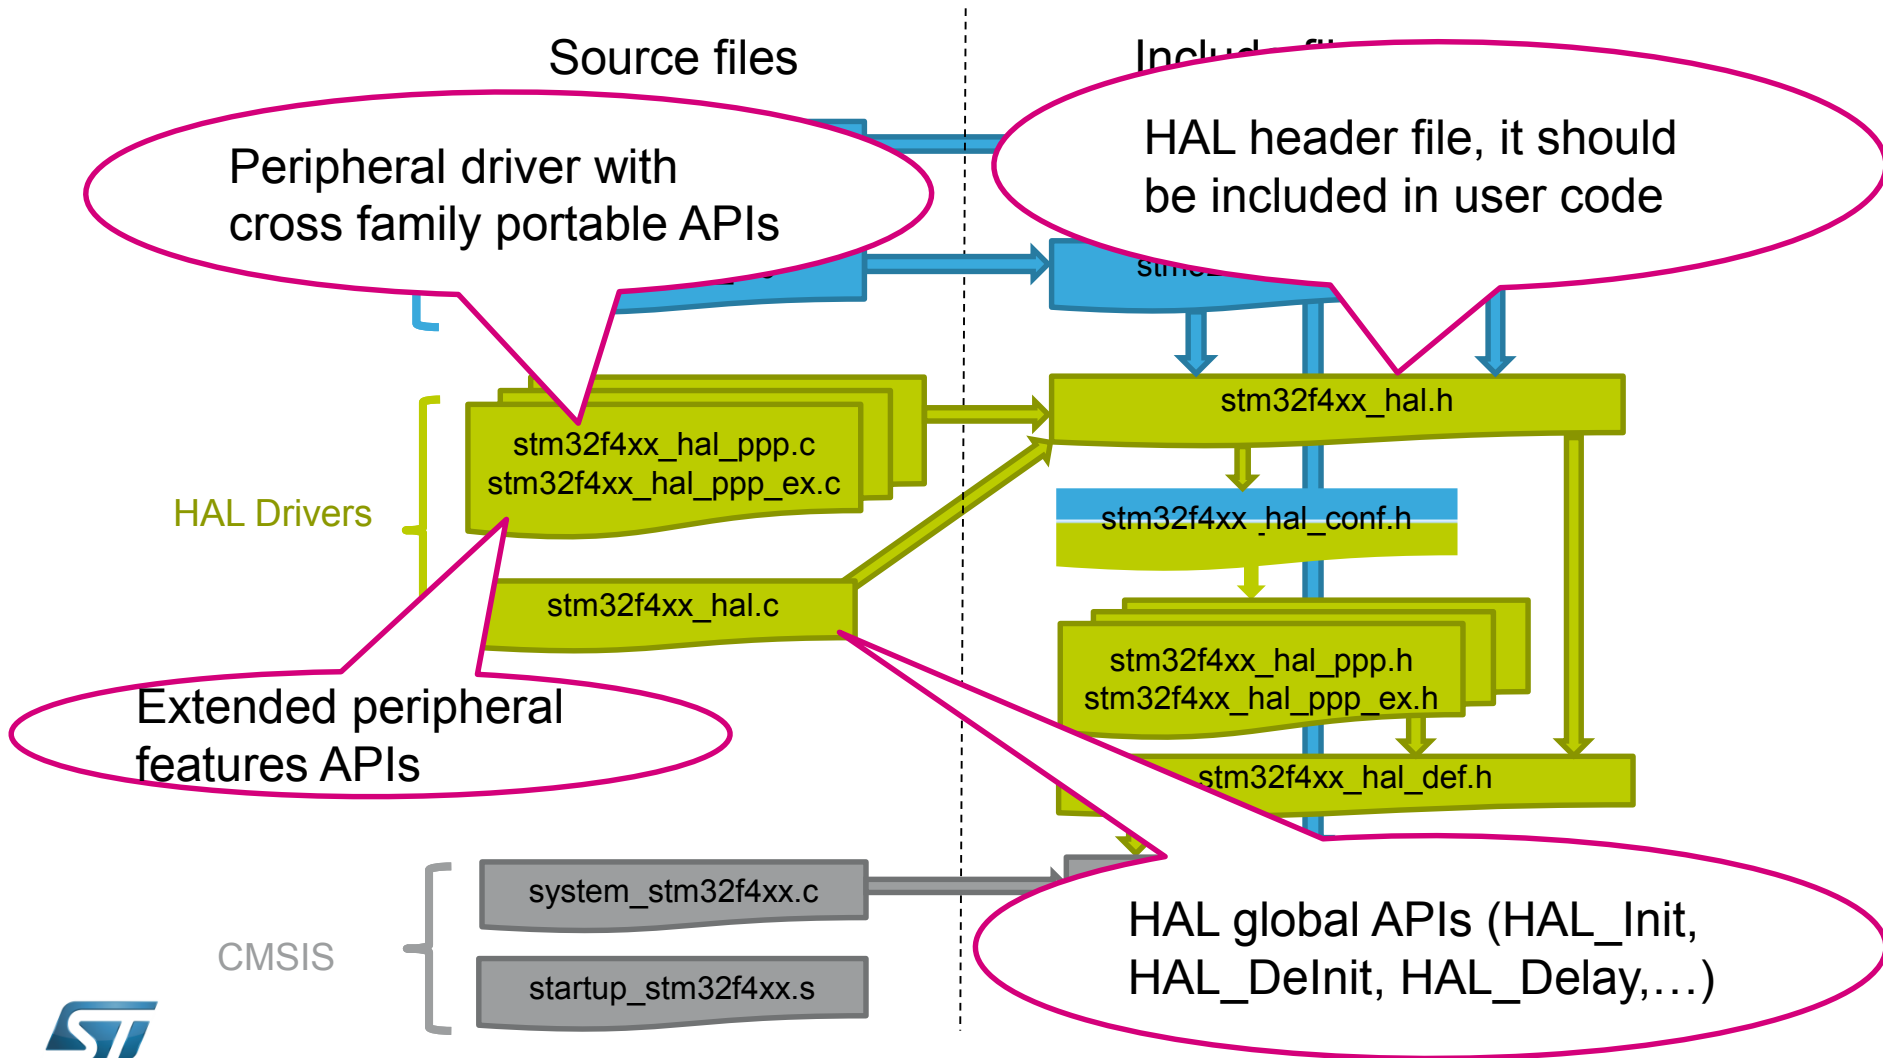 Source files
Peripheral driver with
cross family portable APIs
HAL header file, it should
be included in user code
stm32f4xx_hal_ppp.c
stm32f4xx_hal_ppp_ex.c
stm32f4xx_hal.h
HAL Drivers
stm32f4xx_hal_conf.h
stm32f4xx_hal.c
stm32f4xx_hal_ppp.h
stm32f4xx_hal_ppp_ex.h
Extended peripheral
features APIs
stm32f4xx_hal_def.h
system_stm32f4xx.c
CMSIS
startup_stm32f4xx.s
HAL global APIs (HAL_Init,
HAL_DeInit, HAL_Delay,…)
ST